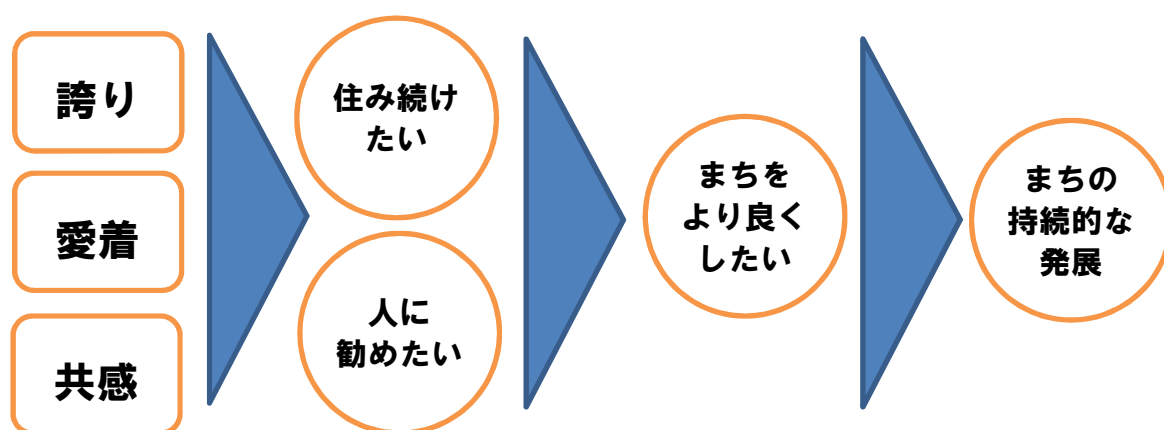 誇り
愛着
共感
住み続け
たい
人に
勧めたい
まちを
より良く
したい
まちの
持続的な
発展